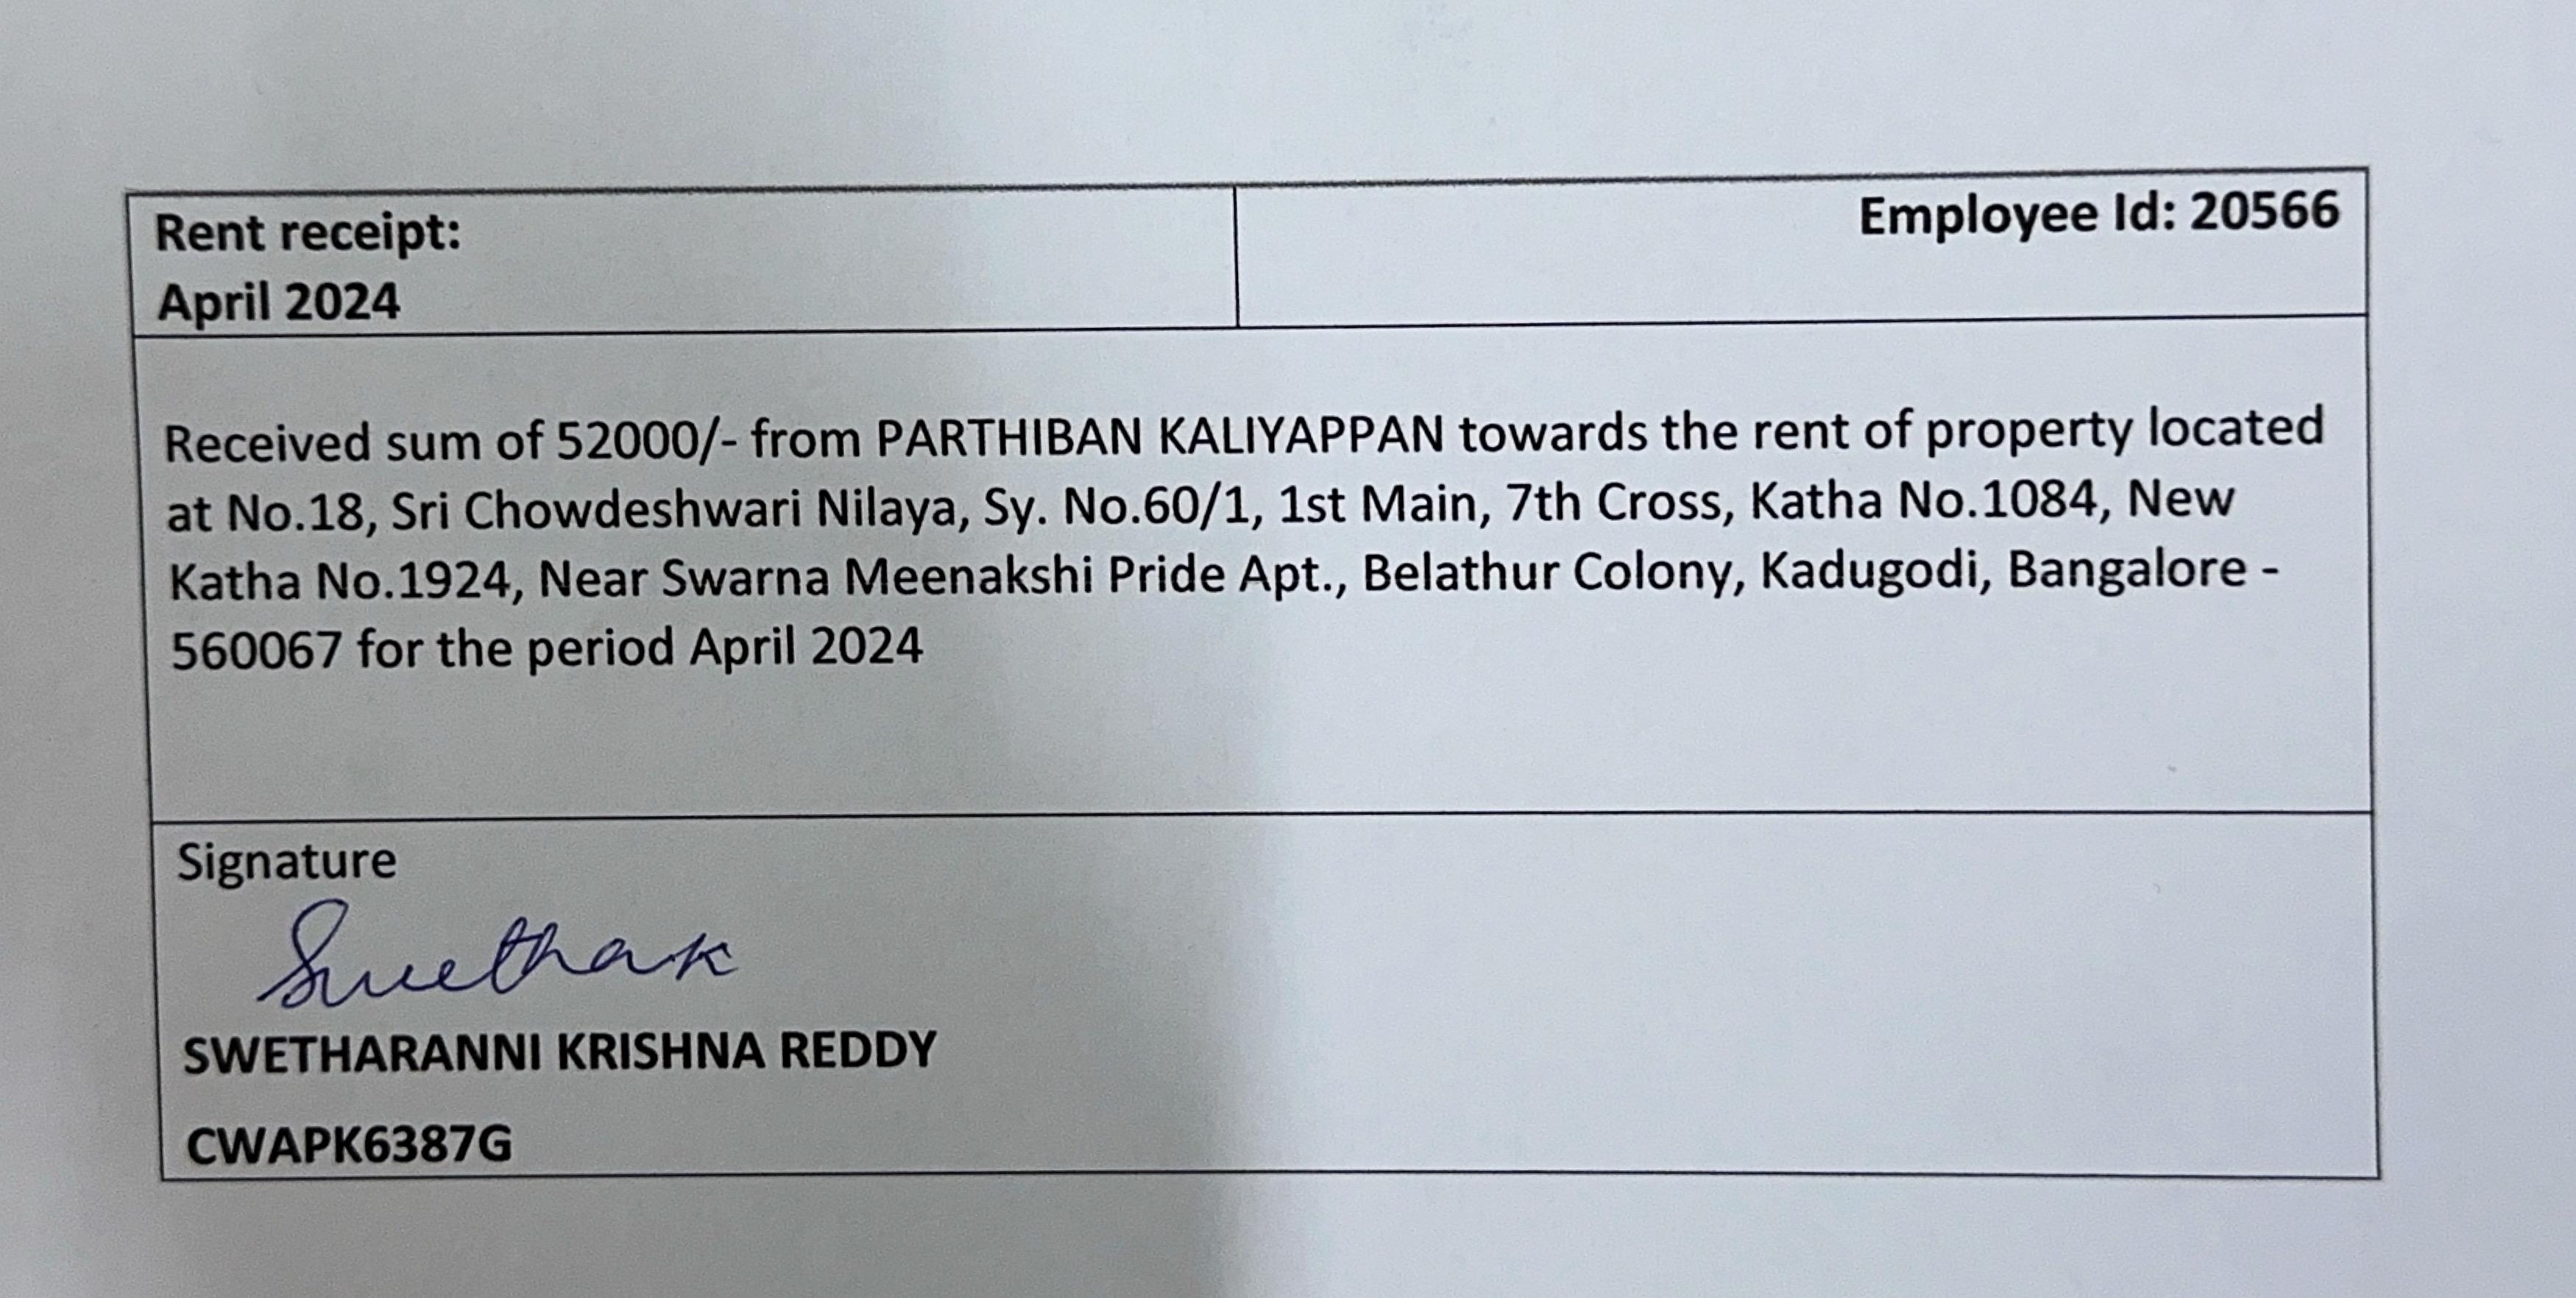 Rent receipt:
April 2024
Employee Id: 20566
Received sum of 52000/- from PARTHIBAN KALIYAPPAN towards the rent of property located
at No.18, Sri Chowdeshwari Nilaya, Sy. No.60/1, 1st Main, 7th Cross, Katha No.1084, New
Katha No.1924, Near Swarna Meenakshi Pride Apt., Belathur Colony, Kadugodi, Bangalore -
560067 for the period April 2024
Signature
Swethak
SWETHARANNI KRISHNA REDDY
CWAPK6387G